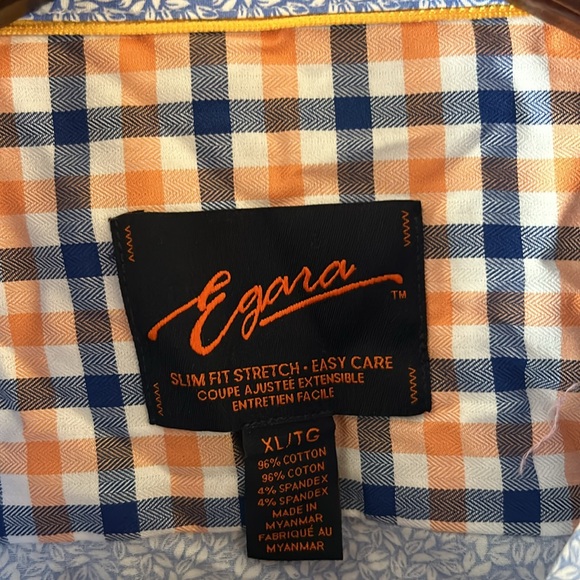 Egara
™
SLIM FIT STRETCH • EASY CARE
COUPE AJUSTÉE EXTENSIBLE
ENTRETIEN FACILE
XL/TG
96% COTTON
96% COTON
4% SPANDEX
4% SPANDEX
MADE IN
MYANMAR
FABRIQUÉ AU
MYANMAR